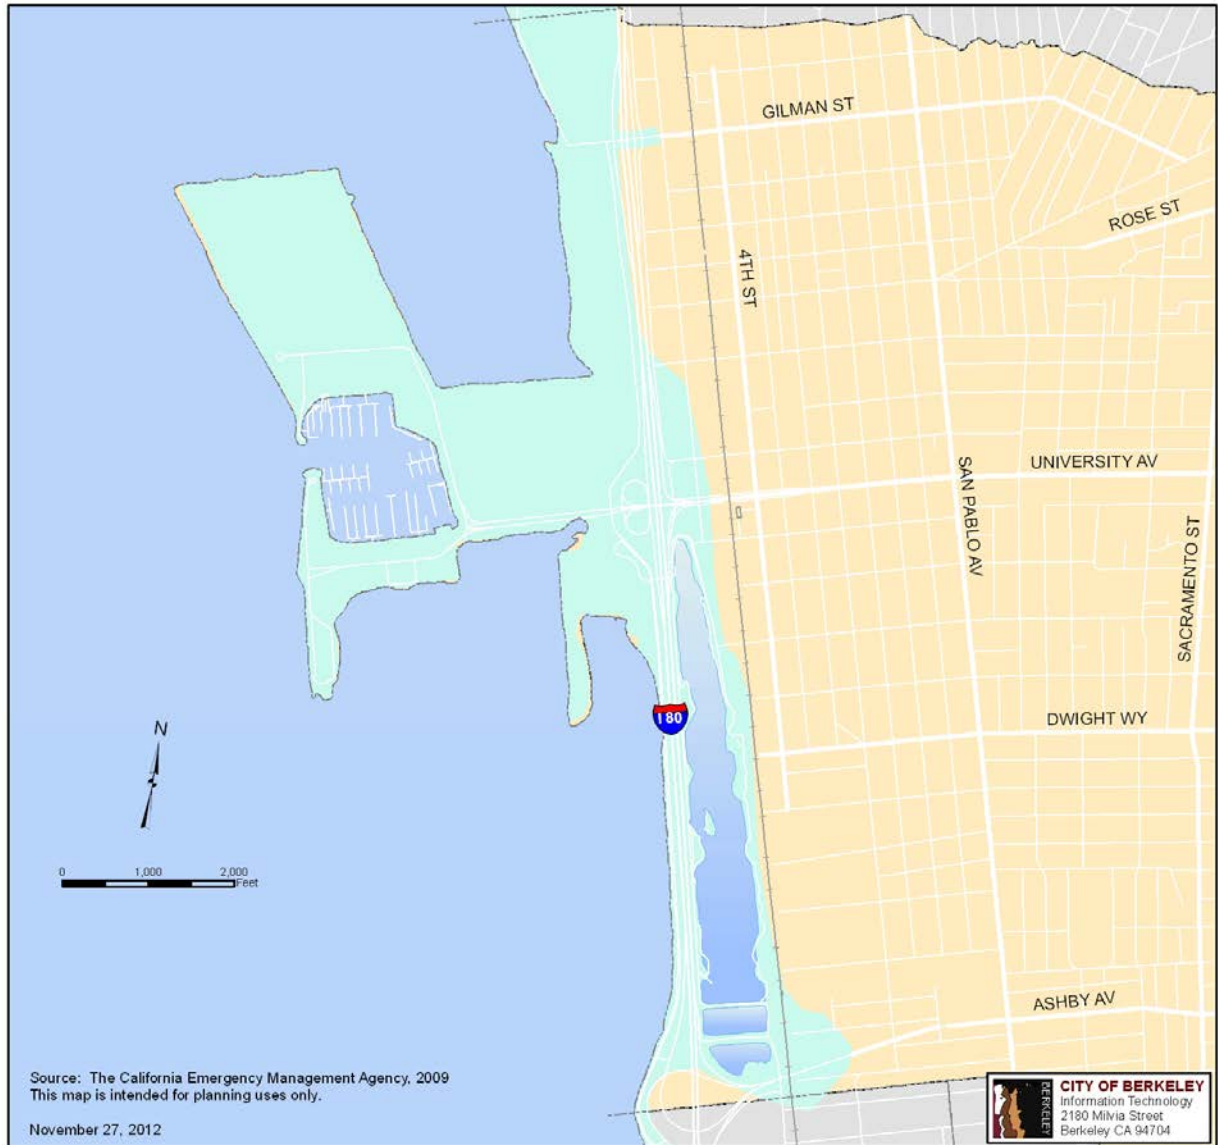 GILMAN ST
ROSE ST
4TH ST
UNIVERSITY AV
SAN PABLO AV
SACRAMENTO ST
I 80
DWIGHT WY
N
0 1,000 2,000
Feet
ASHBY AV
Source: The California Emergency Management Agency, 2009
This map is intended for planning uses only.
November 27, 2012
BERKELEY
CITY OF BERKELEY
Information Technology
2180 Milvia Street
Berkeley CA 94704